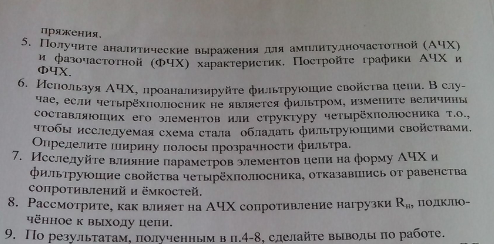 пряжения.
5. Получите аналитические выражения для амплитудночастотной (АЧХ)
и фазочастотной (ФЧХ) характеристик. Постройте графики АЧХ и
ФЧХ.
6. Используя АЧХ, проанализируйте фильтрующие свойства цепи. В слу-
чае, если четырёхполюсник не является фильтром, измените величины
составляющих его элементов или структуру четырёхполюсника т.о.,
чтобы исследуемая схема стала обладать фильтрующими свойствами.
Определите ширину полосы прозрачности фильтра.
7. Исследуйте влияние параметров элементов цепи на форму АЧХ и
фильтрующие свойства четырёхполюсника, отказавшись от равенства
сопротивлений и ёмкостей.
8. Рассмотрите, как влияет на АЧХ сопротивление нагрузки Rн, подклю-
чённое к выходу цепи.
9. По результатам, полученным в п.4-8, сделайте выводы по работе.